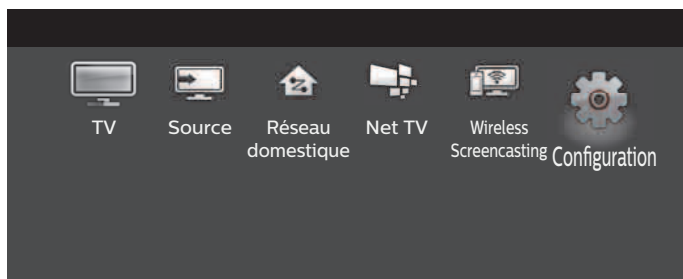 TV
Source
Réseau
domestique
Net TV
Wireless
Screencasting
Configuration